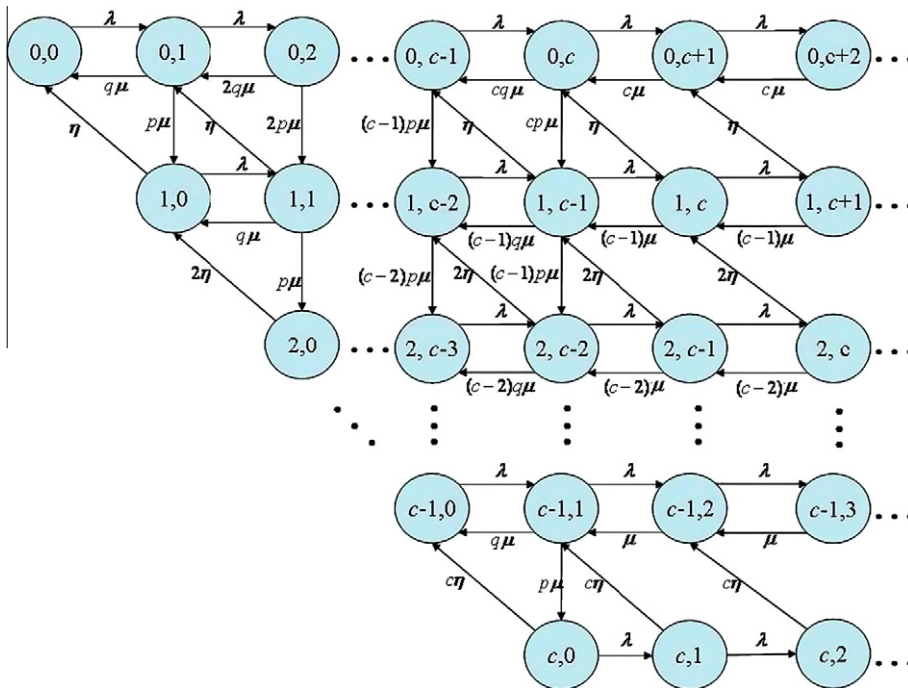 λ λ λ λ λ
0,0 0,1 0,2 • • • 0, c-1 0,c 0,c+1 0,c+2 • • •
qμ 2qμ cqμ cμ cμ
η pμ η 2pμ (c−1)pμ η cpμ η η
λ λ λ λ
1,0 1,1 • • • 1, c-2 1, c-1 1, c 1, c+1 • • •
qμ (c−1)qμ (c−1)μ (c−1)μ
2η pμ (c−2)pμ 2η (c−1)pμ 2η 2η
λ λ λ
2,0 • • • 2, c-3 2, c-2 2, c-1 2, c • • •
(c−2)qμ (c−2)μ (c−2)μ
λ λ λ
c-1,0 c-1,1 c-1,2 c-1,3 • • •
qμ μ μ
cη pμ cη cη
λ λ
c,0 c,1 c,2 • • •